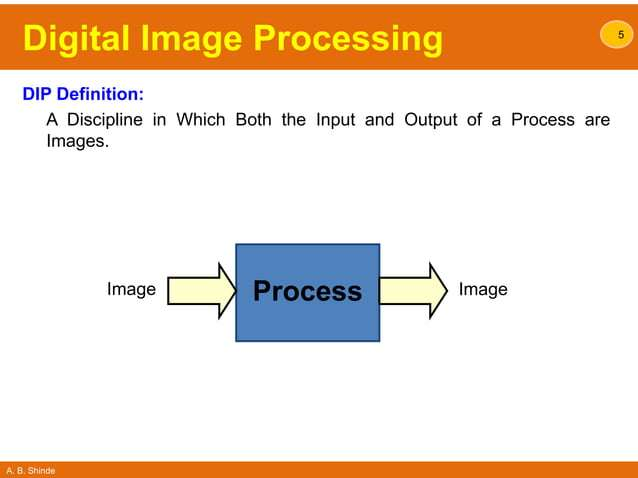 Digital Image Processing
5
DIP Definition:
A Discipline in Which Both the Input and Output of a Process are
Images.
Image
Process
Image
A. B. Shinde